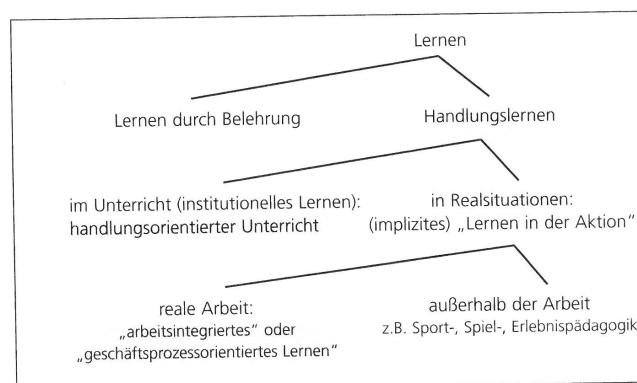 Lernen
Lernen durch Belehrung
Handlungslernen
im Unterricht (institutionelles Lernen):
handlungsorientierter Unterricht
in Realsituationen:
(implizites) „Lernen in der Aktion“
reale Arbeit:
„arbeitsintegriertes“ oder
„geschäftsprozessorientiertes Lernen“
außerhalb der Arbeit
z.B. Sport-, Spiel-, Erlebnispädagogik